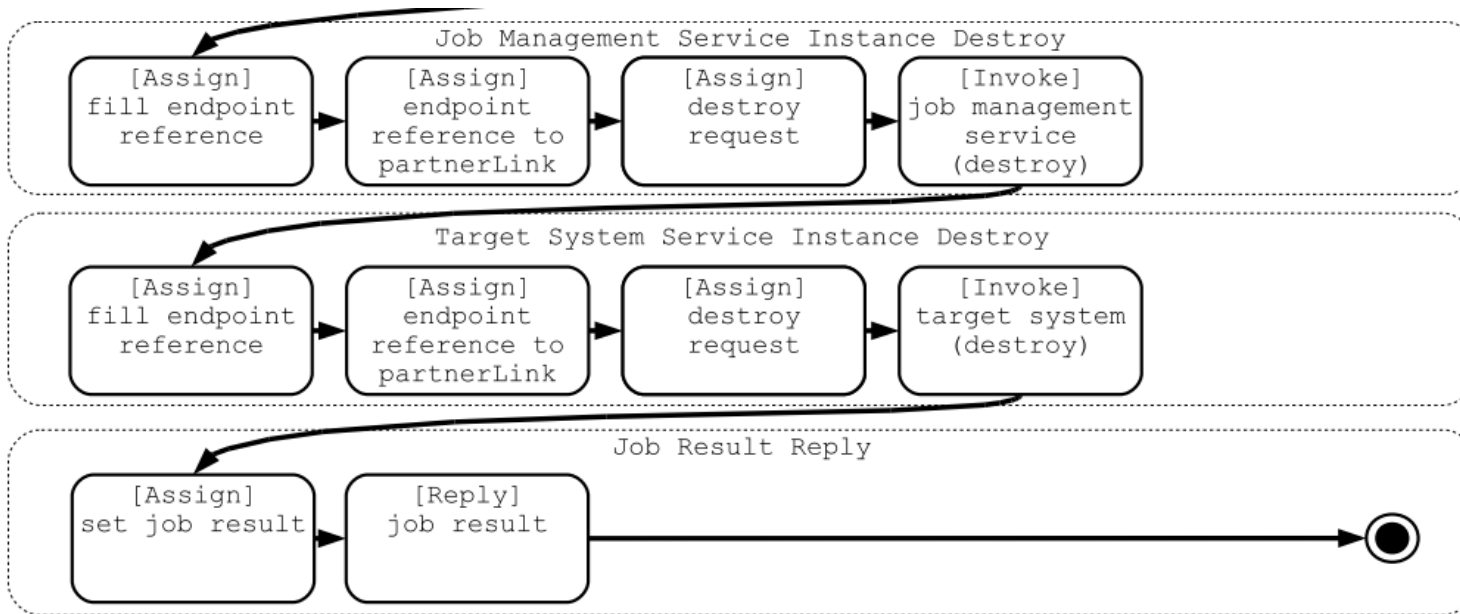 Job Management Service Instance Destroy
[Assign]
fill endpoint
reference
[Assign]
endpoint
reference to
partnerLink
[Assign]
destroy
request
[Invoke]
job management
service
(destroy)
Target System Service Instance Destroy
[Assign]
fill endpoint
reference
[Assign]
endpoint
reference to
partnerLink
[Assign]
destroy
request
[Invoke]
target system
(destroy)
Job Result Reply
[Assign]
set job result
[Reply]
job result